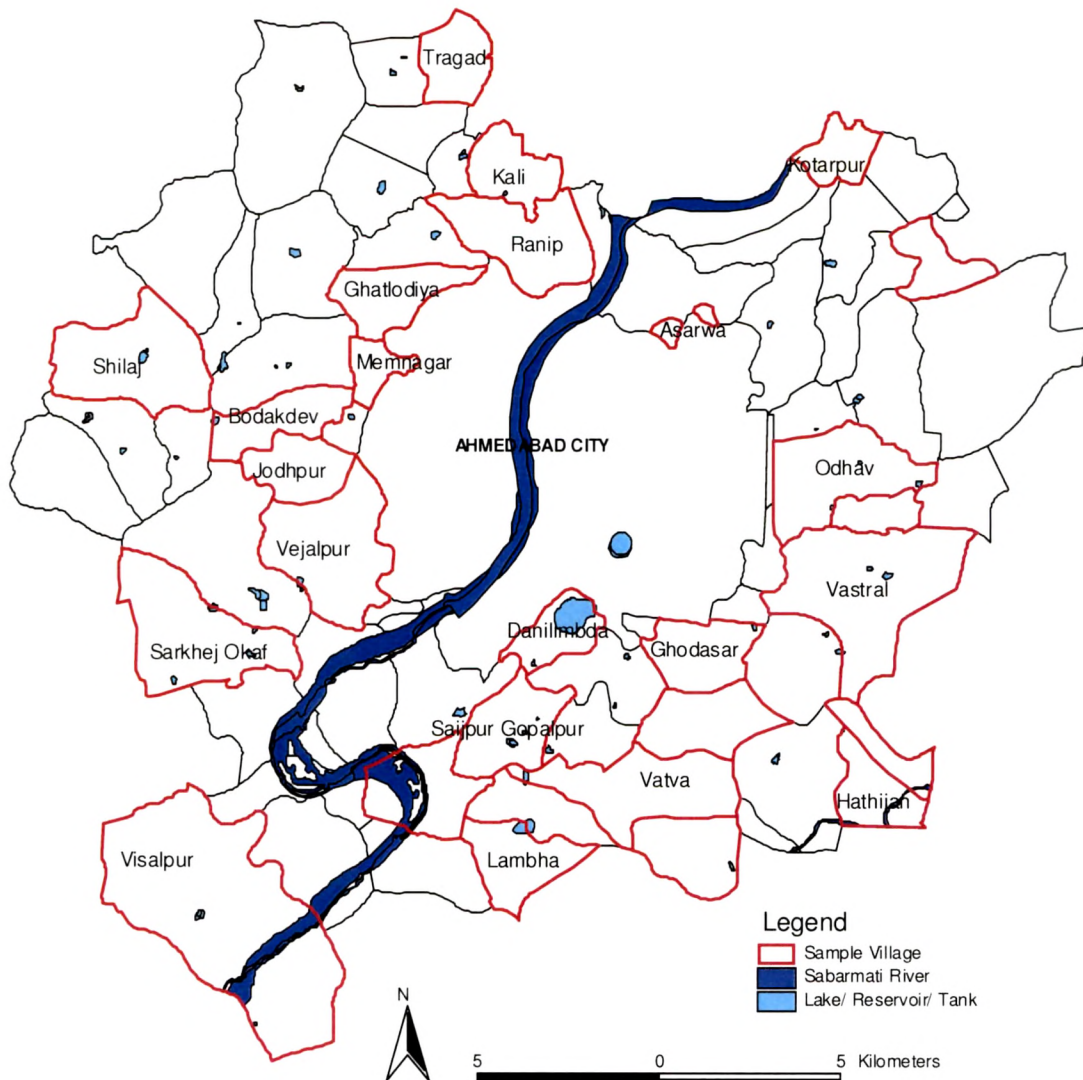 Tragad
Kotarpur
Kali
Ranip
Ghatlodiya
Asarwa
Shilaj
Memnagar
Bodakdev
AHMEDABAD CITY
Jodhpur
Odhav
Vejalpur
Vastral
Danilimbda
Sarkhej Okaf
Ghodasar
Saijpur Gopalpur
Vatva
Hathijan
Visalpur
Lambha
Legend
Sample Village
Sabarmati River
Lake/ Reservoir/ Tank
N
5 0 5 Kilometers